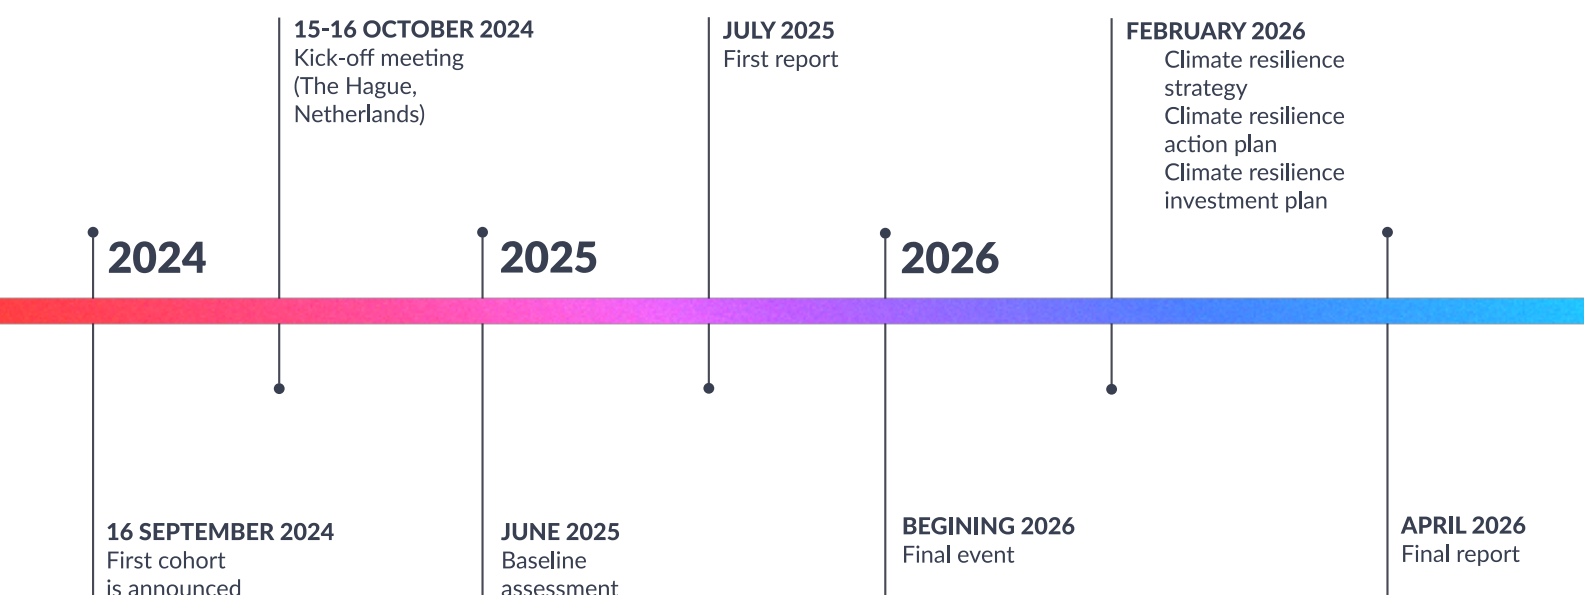 15-16 OCTOBER 2024
Kick-off meeting
(The Hague,
Netherlands)
JULY 2025
First report
FEBRUARY 2026
Climate resilience
strategy
Climate resilience
action plan
Climate resilience
investment plan
2024
2025
2026
16 SEPTEMBER 2024
First cohort
is announced
JUNE 2025
Baseline
assessment
BEGINING 2026
Final event
APRIL 2026
Final report